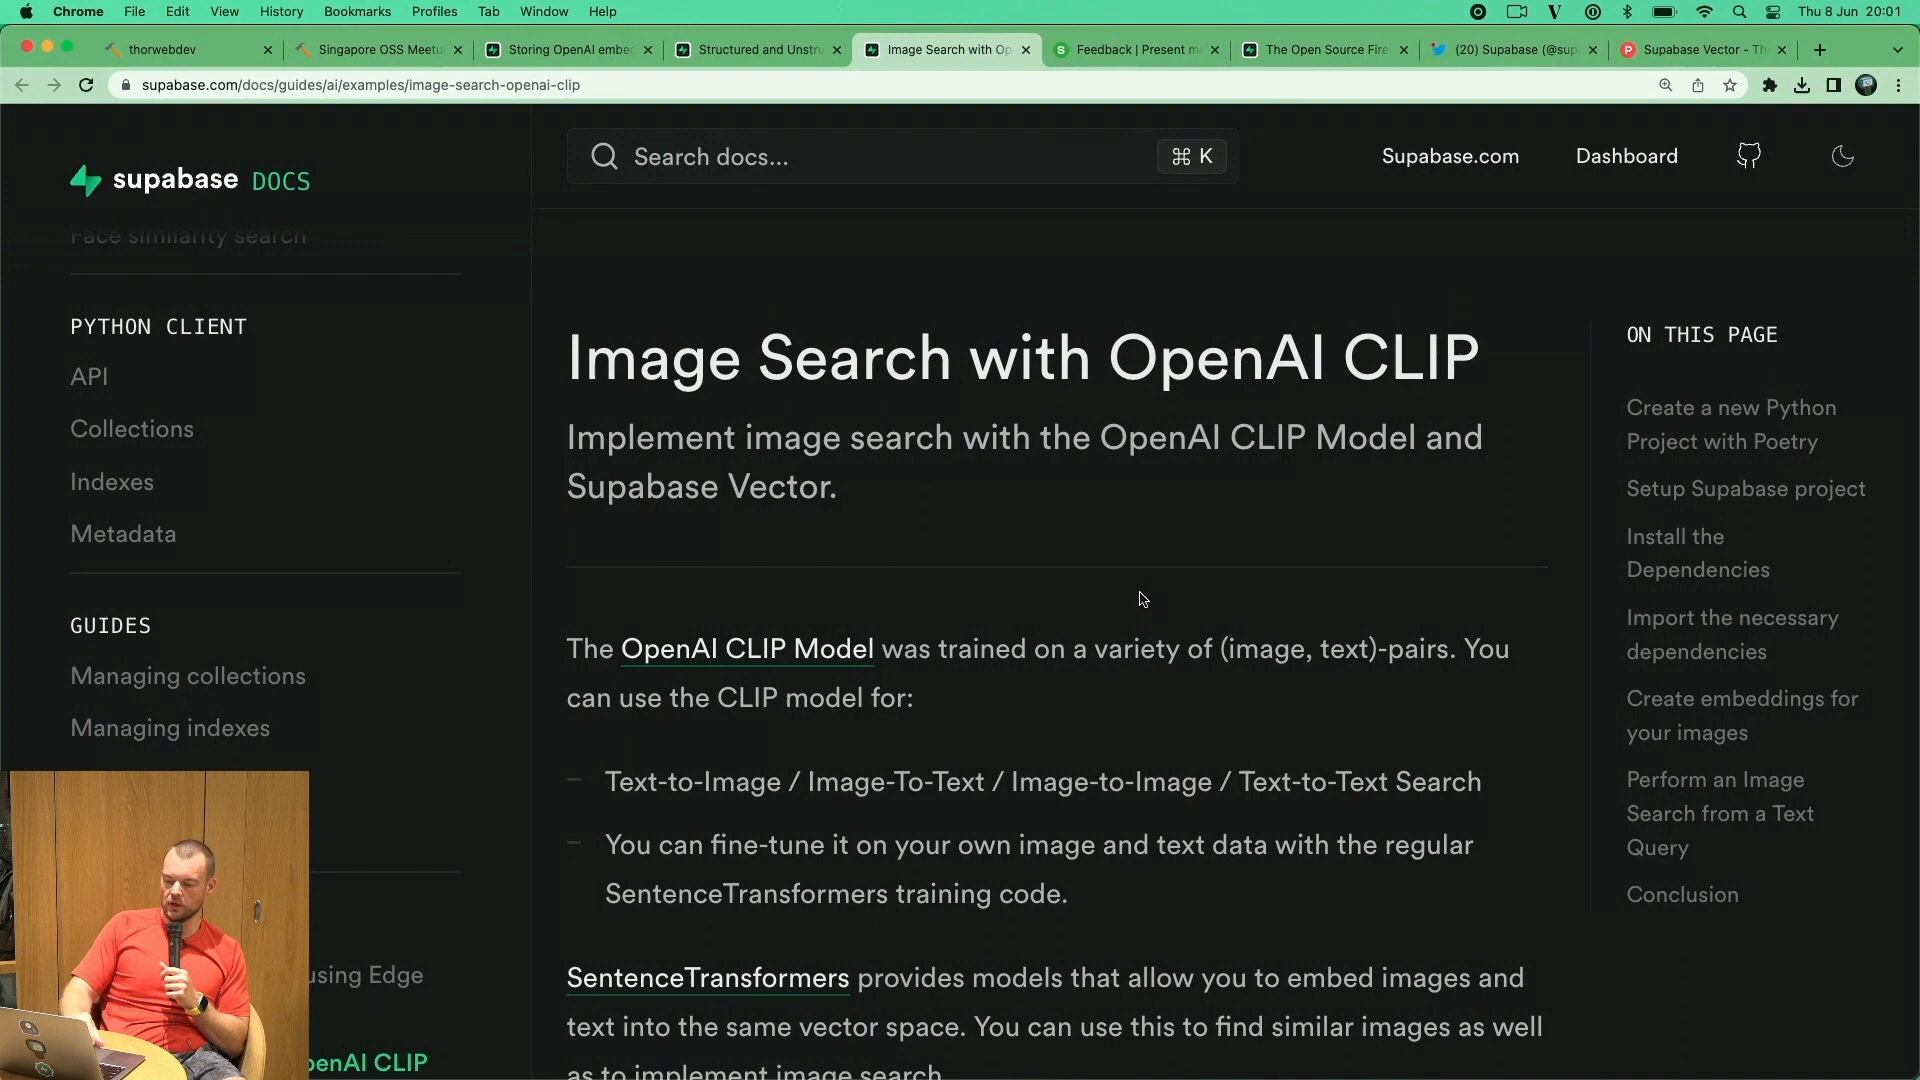 Chrome File Edit View History Bookmarks Profiles Tab Window Help
Thu 8 Jun 20:01
thorwebdev
Singapore OSS Meetu
Storing OpenAI embe
Structured and Unstru
Image Search with Op
Feedback | Present m
The Open Source Fire
(20) Supabase (@sup
Supabase Vector - Th
supabase.com/docs/guides/ai/examples/image-search-openai-clip
supabase DOCS
Search docs...
⌘ K
Supabase.com
Dashboard
Face similarity search
PYTHON CLIENT
API
Collections
Indexes
Metadata
GUIDES
Managing collections
Managing indexes
using Edge
penAI CLIP
Image Search with OpenAI CLIP
Implement image search with the OpenAI CLIP Model and
Supabase Vector.
The OpenAI CLIP Model was trained on a variety of (image, text)-pairs. You
can use the CLIP model for:
Text-to-Image / Image-To-Text / Image-to-Image / Text-to-Text Search
You can fine-tune it on your own image and text data with the regular
SentenceTransformers training code.
SentenceTransformers provides models that allow you to embed images and
text into the same vector space. You can use this to find similar images as well
as to implement image search.
ON THIS PAGE
Create a new Python
Project with Poetry
Setup Supabase project
Install the
Dependencies
Import the necessary
dependencies
Create embeddings for
your images
Perform an Image
Search from a Text
Query
Conclusion